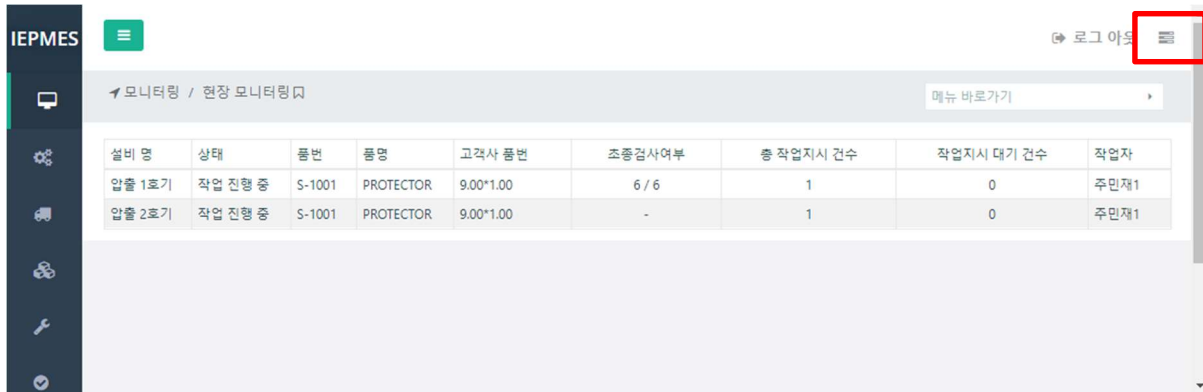 IEPMES
로그 아웃
모니터링 / 현장 모니터링
메뉴 바로가기
설비 명 상태 품번 품명 고객사 품번 초종검사여부 총 작업지시 건수 작업지시 대기 건수 작업자
압출 1호기 작업 진행 중 S-1001 PROTECTOR 9.00*1.00 6 / 6 1 0 주민재1
압출 2호기 작업 진행 중 S-1001 PROTECTOR 9.00*1.00 - 1 0 주민재1